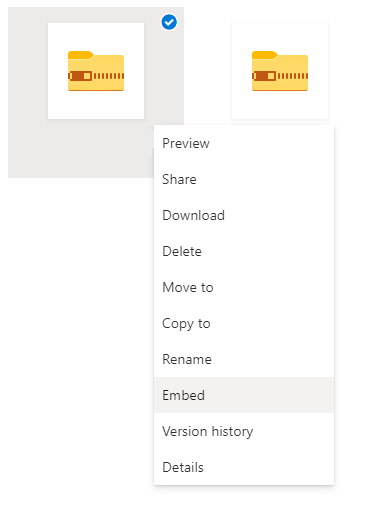 Preview
Share
Download
Delete
Move to
Copy to
Rename
Embed
Version history
Details